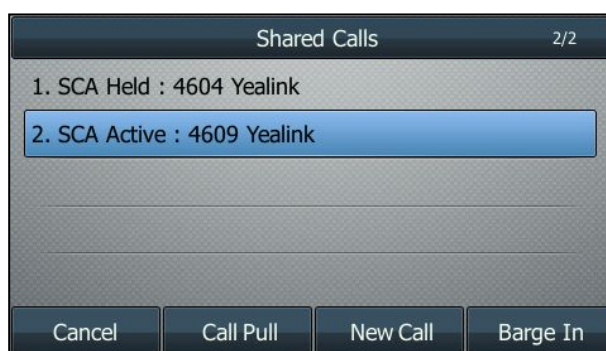 Shared Calls 2/2
1. SCA Held : 4604 Yealink
2. SCA Active : 4609 Yealink
Cancel Call Pull New Call Barge In